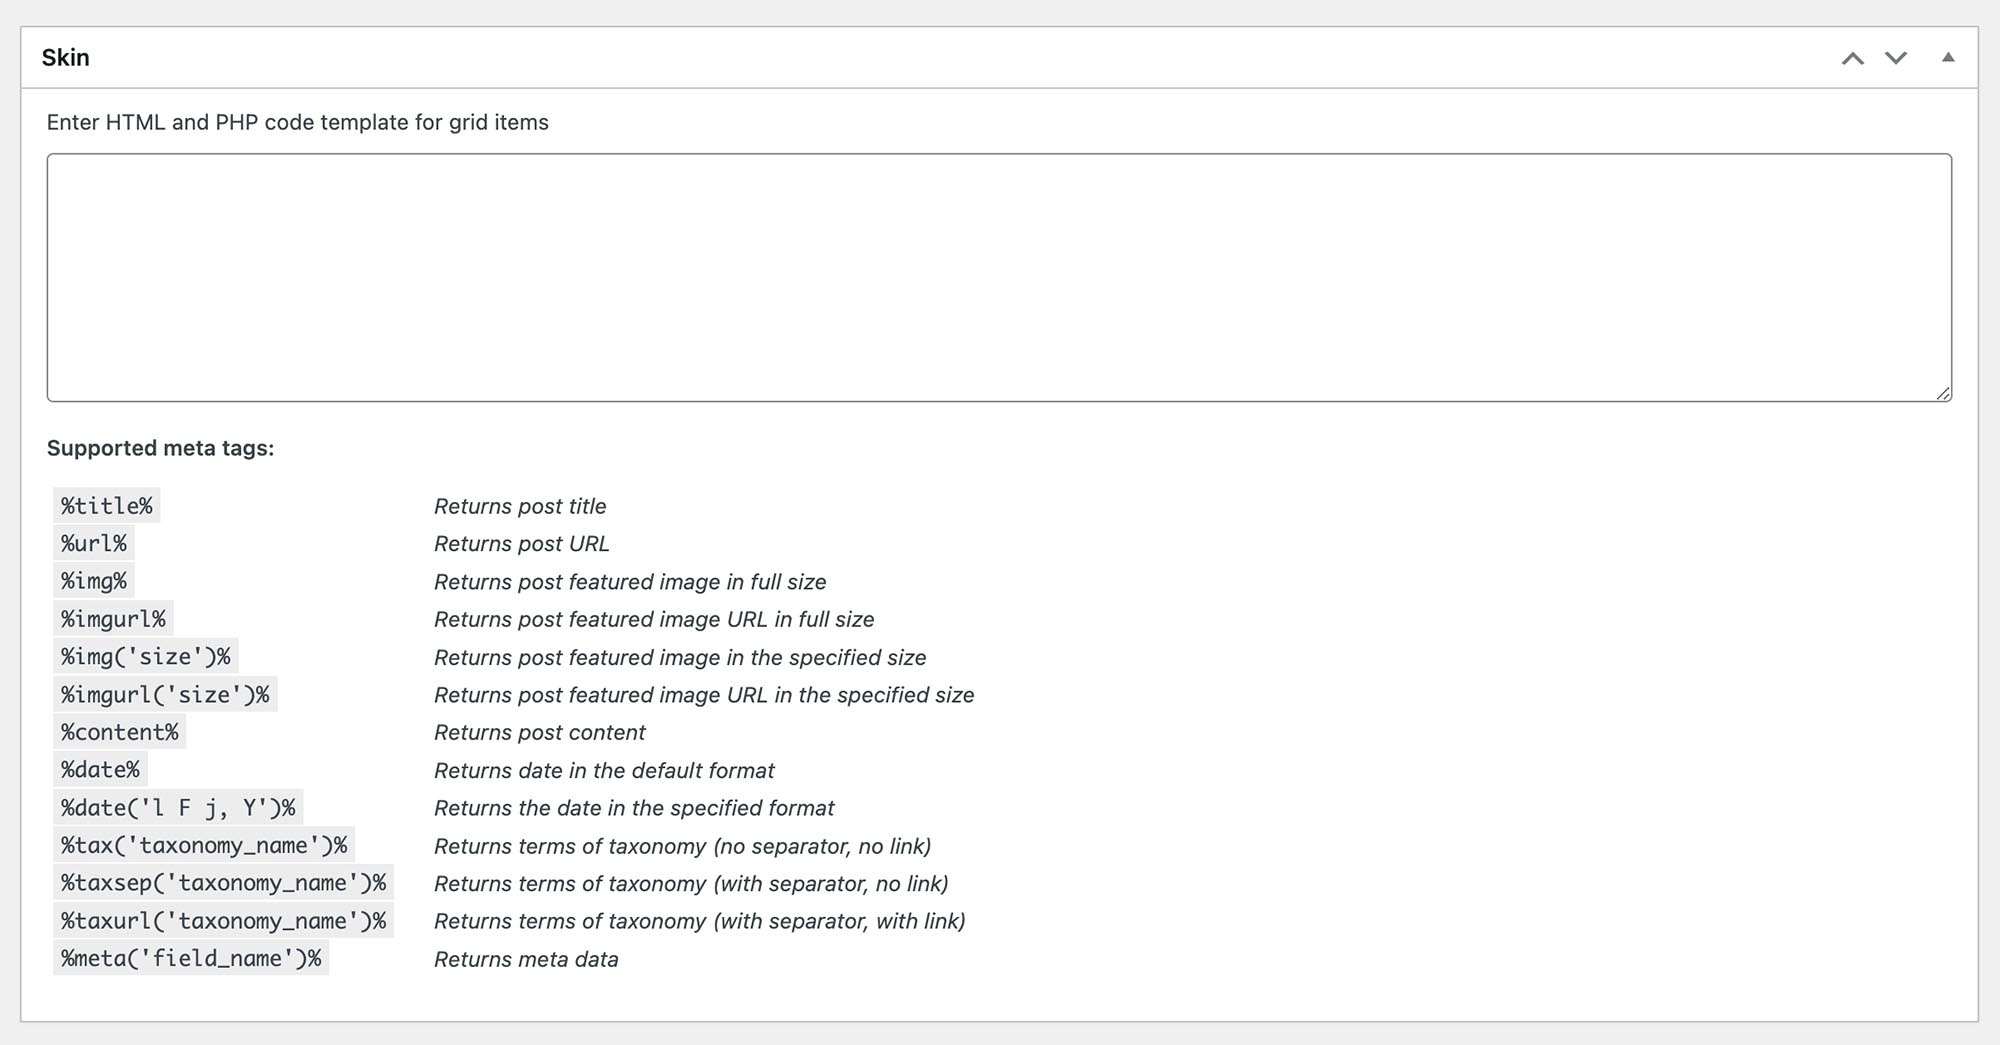 Skin
Enter HTML and PHP code template for grid items
Supported meta tags:
%title% Returns post title
%url% Returns post URL
%img% Returns post featured image in full size
%imgurl% Returns post featured image URL in full size
%img('size')% Returns post featured image in the specified size
%imgurl('size')% Returns post featured image URL in the specified size
%content% Returns post content
%date% Returns date in the default format
%date('l F j, Y')% Returns the date in the specified format
%tax('taxonomy_name')% Returns terms of taxonomy (no separator, no link)
%taxsep('taxonomy_name')% Returns terms of taxonomy (with separator, no link)
%taxurl('taxonomy_name')% Returns terms of taxonomy (with separator, with link)
%meta('field_name')% Returns meta data